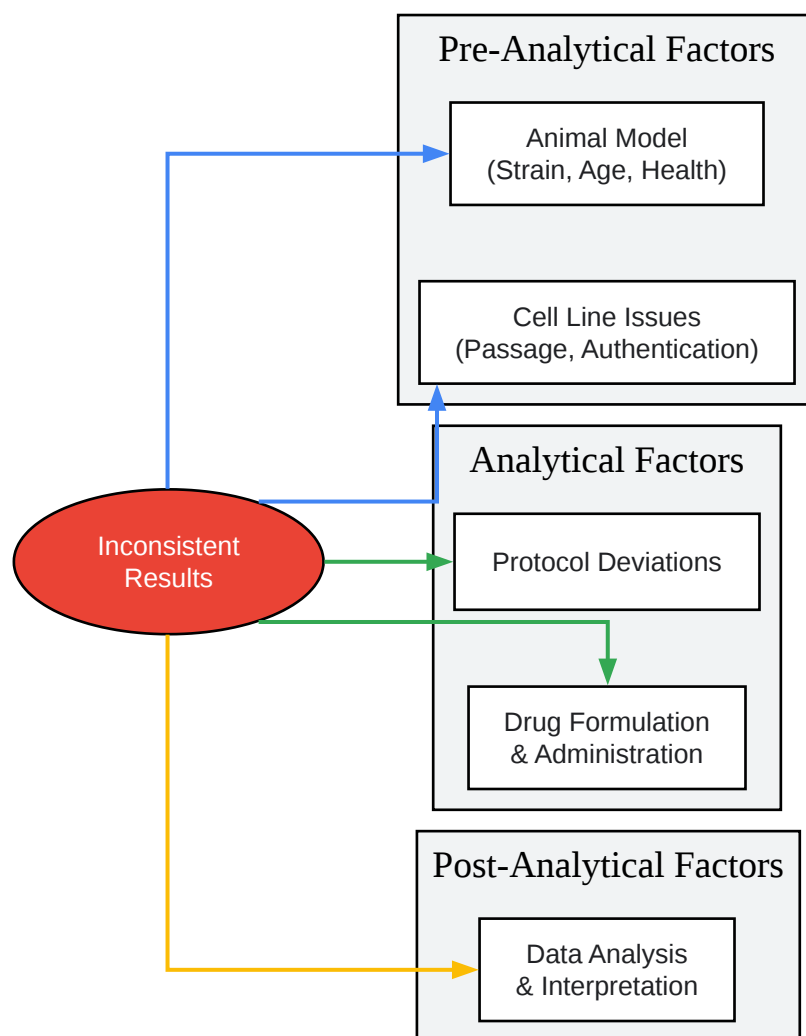 Pre-Analytical Factors
Animal Model
(Strain, Age, Health)
Cell Line Issues
(Passage, Authentication)
Analytical Factors
Inconsistent
Results
Protocol Deviations
Drug Formulation
& Administration
Post-Analytical Factors
Data Analysis
& Interpretation